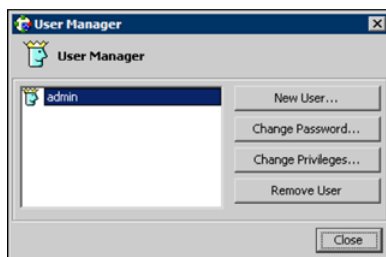 User Manager
User Manager
admin
New User...
Change Password...
Change Privileges...
Remove User
Close